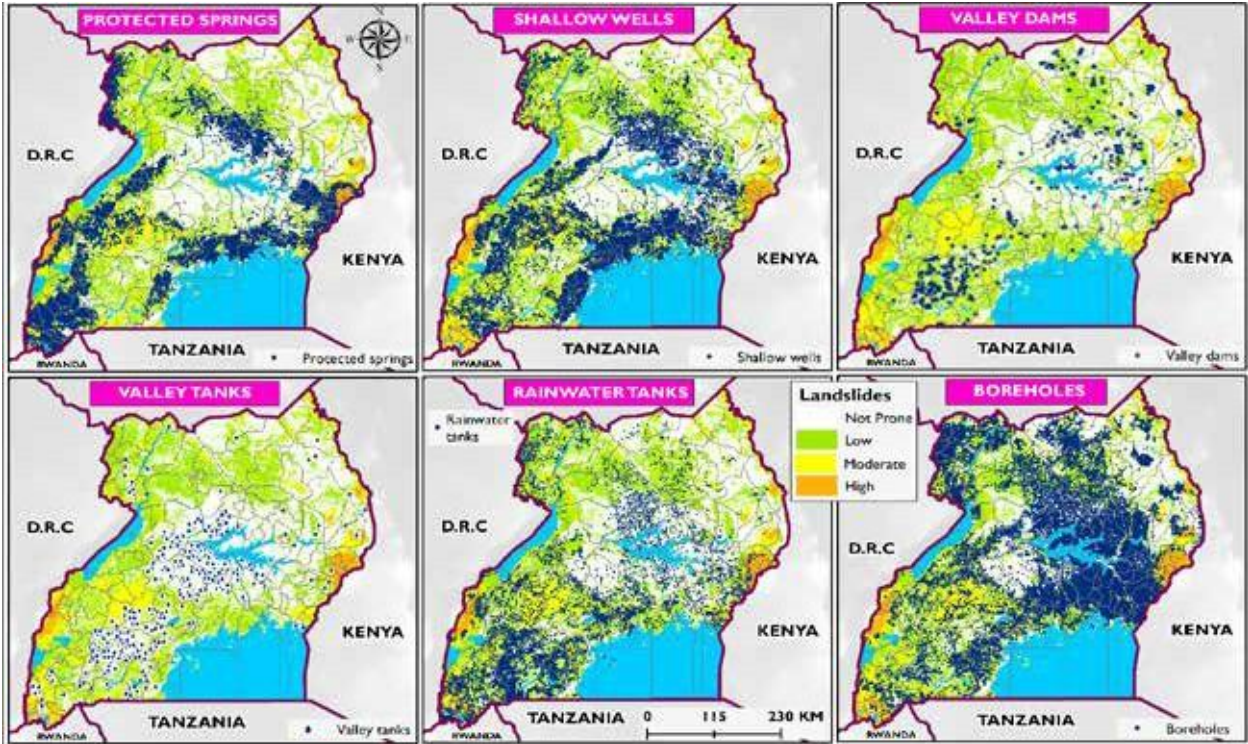 PROTECTED SPRINGS
N
W E
S
D.R.C
KENYA
TANZANIA
RWANDA
Protected springs
SHALLOW WELLS
D.R.C
KENYA
TANZANIA
RWANDA
Shallow wells
VALLEY DAMS
D.R.C
KENYA
TANZANIA
RWANDA
Valley dams
VALLEY TANKS
D.R.C
KENYA
TANZANIA
RWANDA
Valley tanks
RAINWATER TANKS
Rainwater
tanks
D.R.C
KENYA
TANZANIA
RWANDA
0 115 230 KM
Landslides
Not Prone
Low
Moderate
High
BOREHOLES
D.R.C
KENYA
TANZANIA
RWANDA
Boreholes